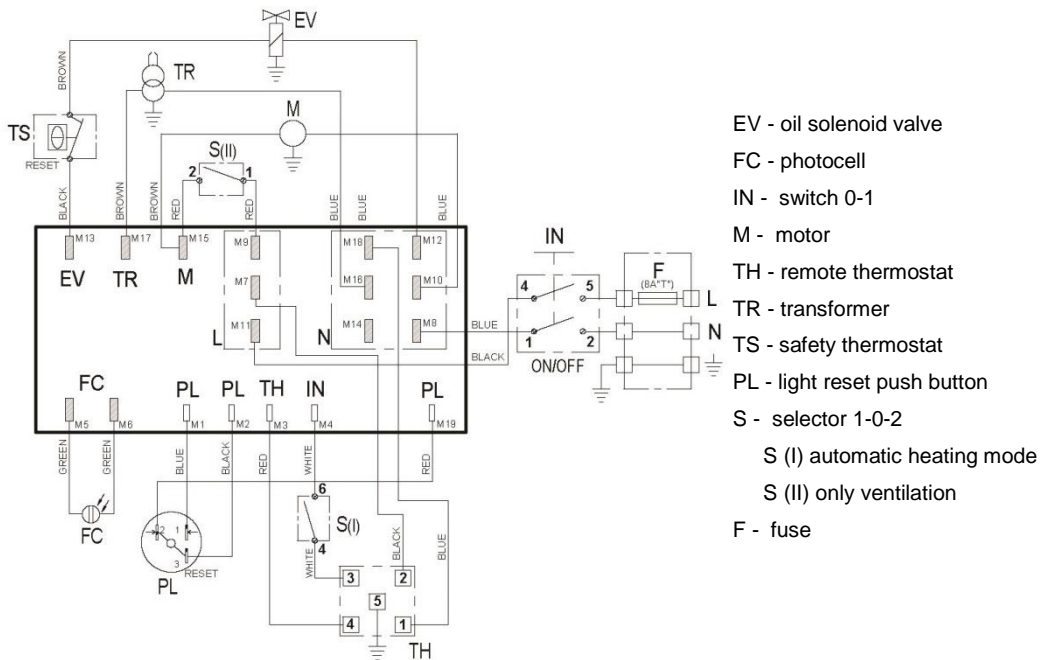 EV
BROWN
TR
M
TS
RESET
S(II)
2 1
BLACK
BROWN
BROWN
RED
RED
BLUE
BLUE
BLUE
BLUE
M13
M17
M15
M9
M18
M12
EV
TR
M
M7
M16
M10
M11
M14
M8
L
N
BLUE
BLACK
IN
4 5
1 2
ON/OFF
F
(8A"T")
L
N
FC
PL
PL
TH
IN
PL
M5
M6
M1
M2
M3
M4
M19
GREEN
GREEN
BLUE
BLACK
RED
WHITE
RED
FC
2 1
3
RESET
PL
6
S(I)
4
WHITE
BLACK
BLUE
3 2
5
4 1
TH
EV - oil solenoid valve
FC - photocell
IN - switch 0-1
M - motor
TH - remote thermostat
TR - transformer
TS - safety thermostat
PL - light reset push button
S - selector 1-0-2
S (I) automatic heating mode
S (II) only ventilation
F - fuse